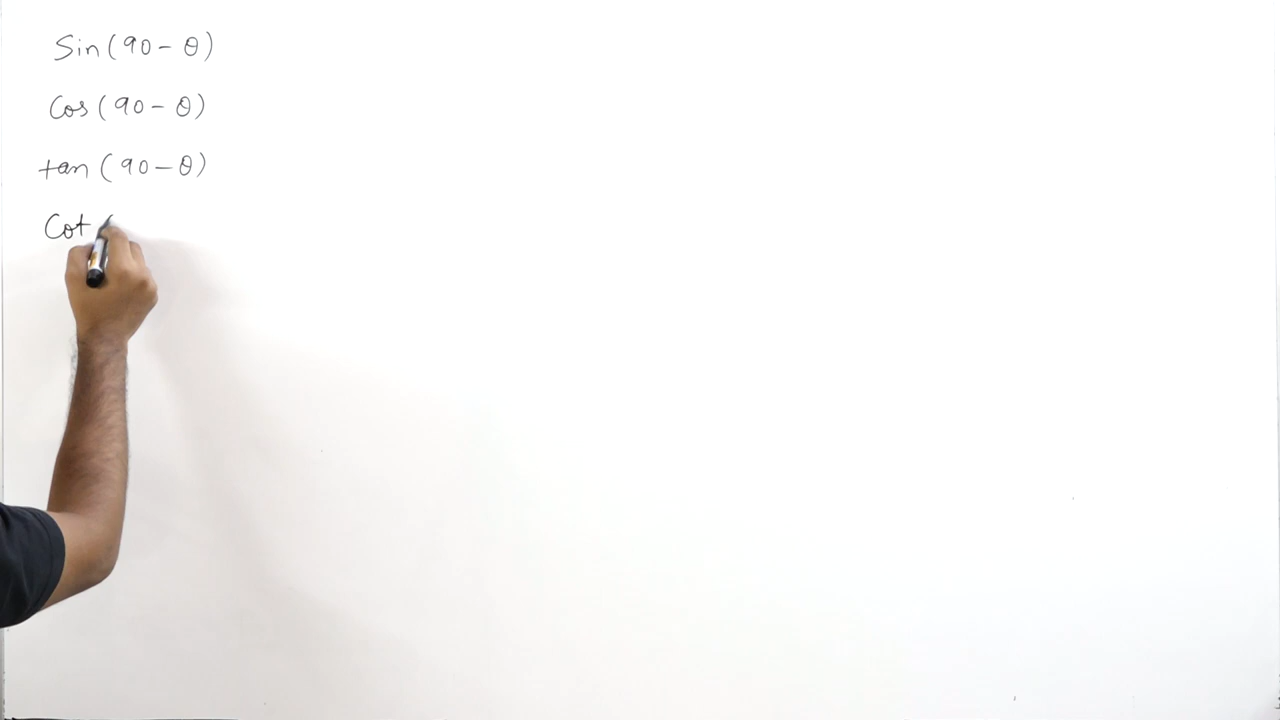 Sin (90 - θ)
Cos (90 - θ)
tan (90 - θ)
Cot (